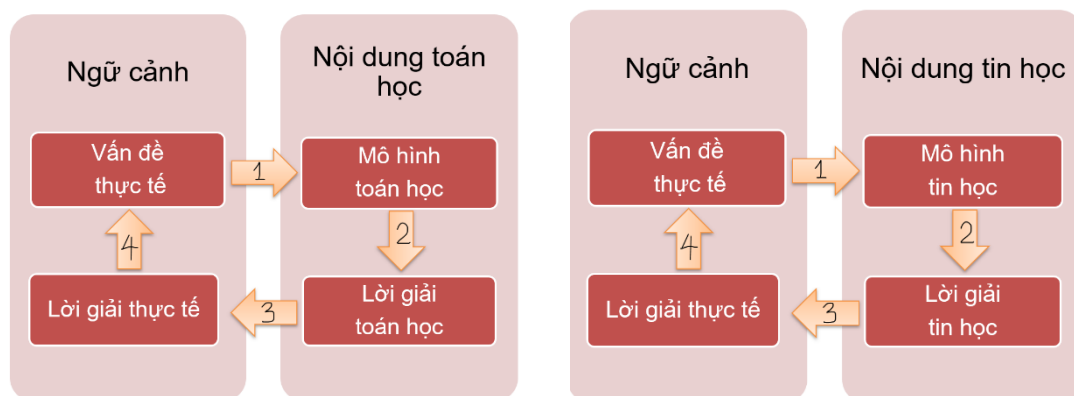 Ngữ cảnh
Nội dung toán
học
Vấn đề
thực tế
1
Mô hình
toán học
4
2
Lời giải thực tế
3
Lời giải
toán học
Ngữ cảnh
Nội dung tin học
Vấn đề
thực tế
1
Mô hình
tin học
4
2
Lời giải thực tế
3
Lời giải
tin học